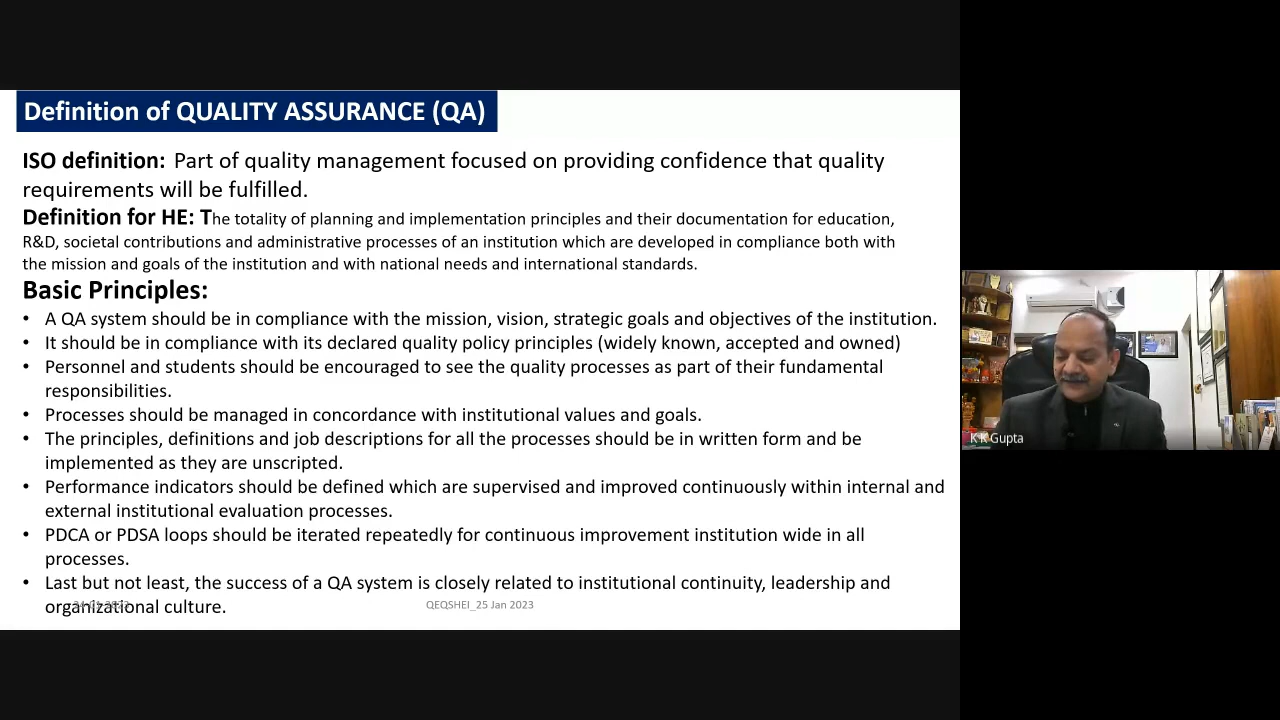 Definition of QUALITY ASSURANCE (QA)
ISO definition: Part of quality management focused on providing confidence that quality
requirements will be fulfilled.
Definition for HE: The totality of planning and implementation principles and their documentation for education,
R&D, societal contributions and administrative processes of an institution which are developed in compliance both with
the mission and goals of the institution and with national needs and international standards.
Basic Principles:
• A QA system should be in compliance with the mission, vision, strategic goals and objectives of the institution.
• It should be in compliance with its declared quality policy principles (widely known, accepted and owned)
• Personnel and students should be encouraged to see the quality processes as part of their fundamental
responsibilities.
• Processes should be managed in concordance with institutional values and goals.
• The principles, definitions and job descriptions for all the processes should be in written form and be
implemented as they are unscripted.
• Performance indicators should be defined which are supervised and improved continuously within internal and
external institutional evaluation processes.
• PDCA or PDSA loops should be iterated repeatedly for continuous improvement institution wide in all
processes.
• Last but not least, the success of a QA system is closely related to institutional continuity, leadership and
organizational culture.
QEQSHEI_25 Jan 2023
K K Gupta